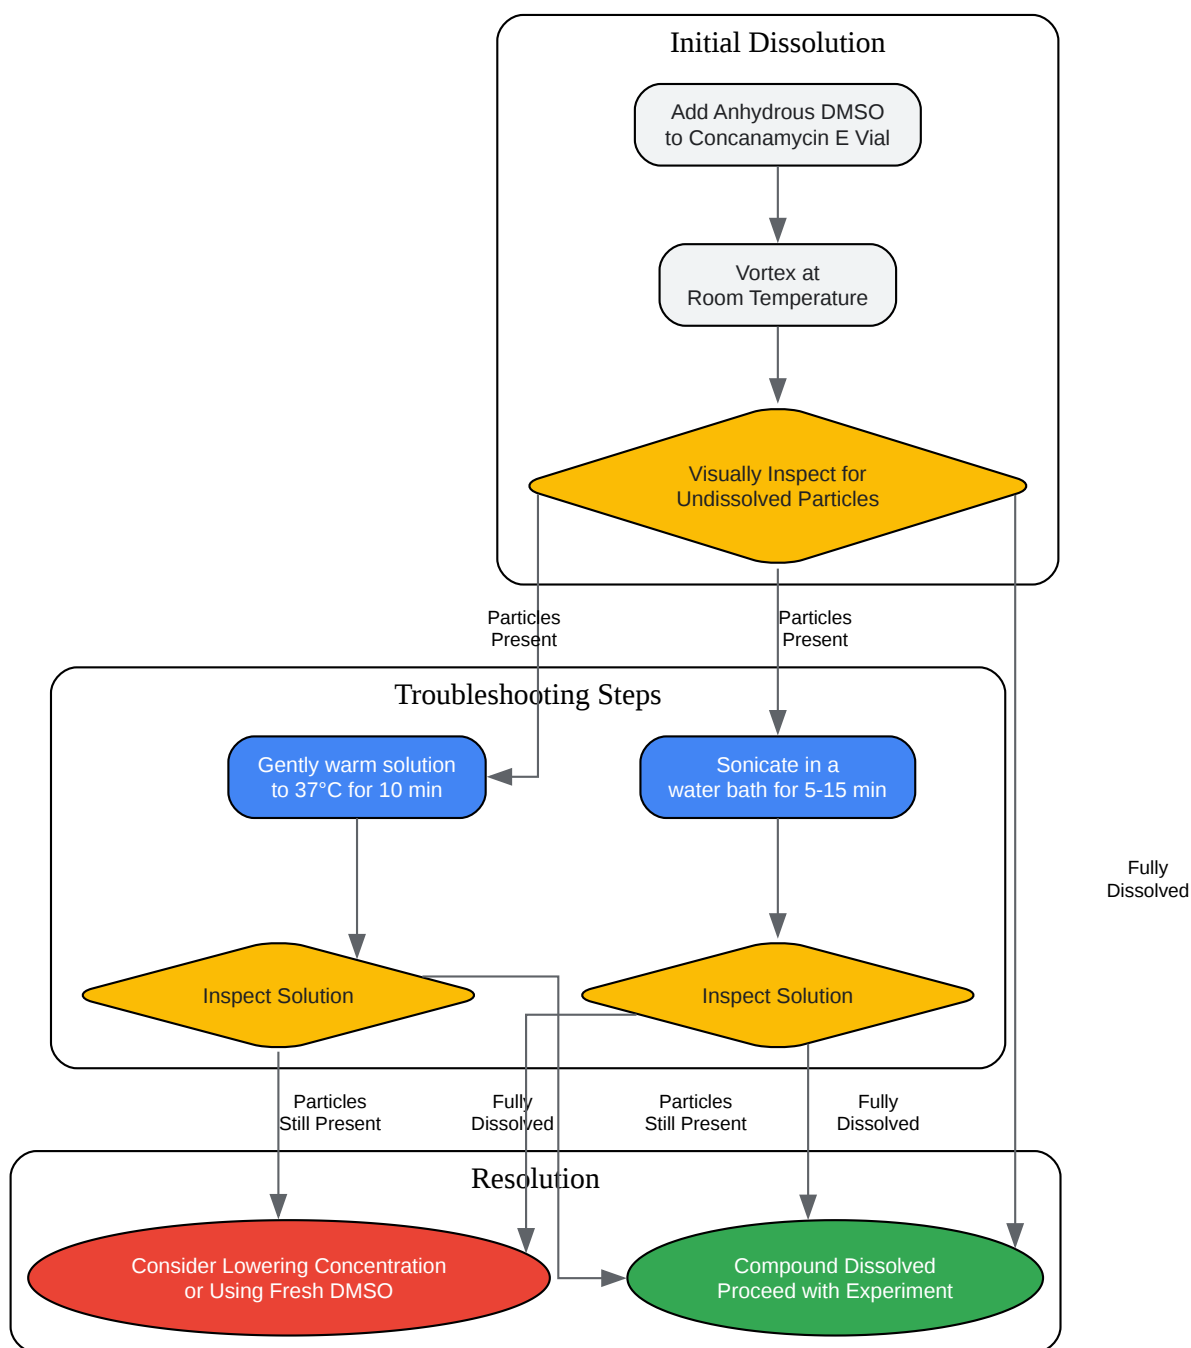 Initial Dissolution
Add Anhydrous DMSO
to Concanamycin E Vial
Vortex at
Room Temperature
Visually Inspect for
Undissolved Particles
Particles
Present
Particles
Present
Troubleshooting Steps
Gently warm solution
to 37°C for 10 min
Sonicate in a
water bath for 5-15 min
Fully
Dissolved
Inspect Solution
Inspect Solution
Particles
Still Present
Fully
Dissolved
Particles
Still Present
Fully
Dissolved
Resolution
Consider Lowering Concentration
or Using Fresh DMSO
Compound Dissolved
Proceed with Experiment